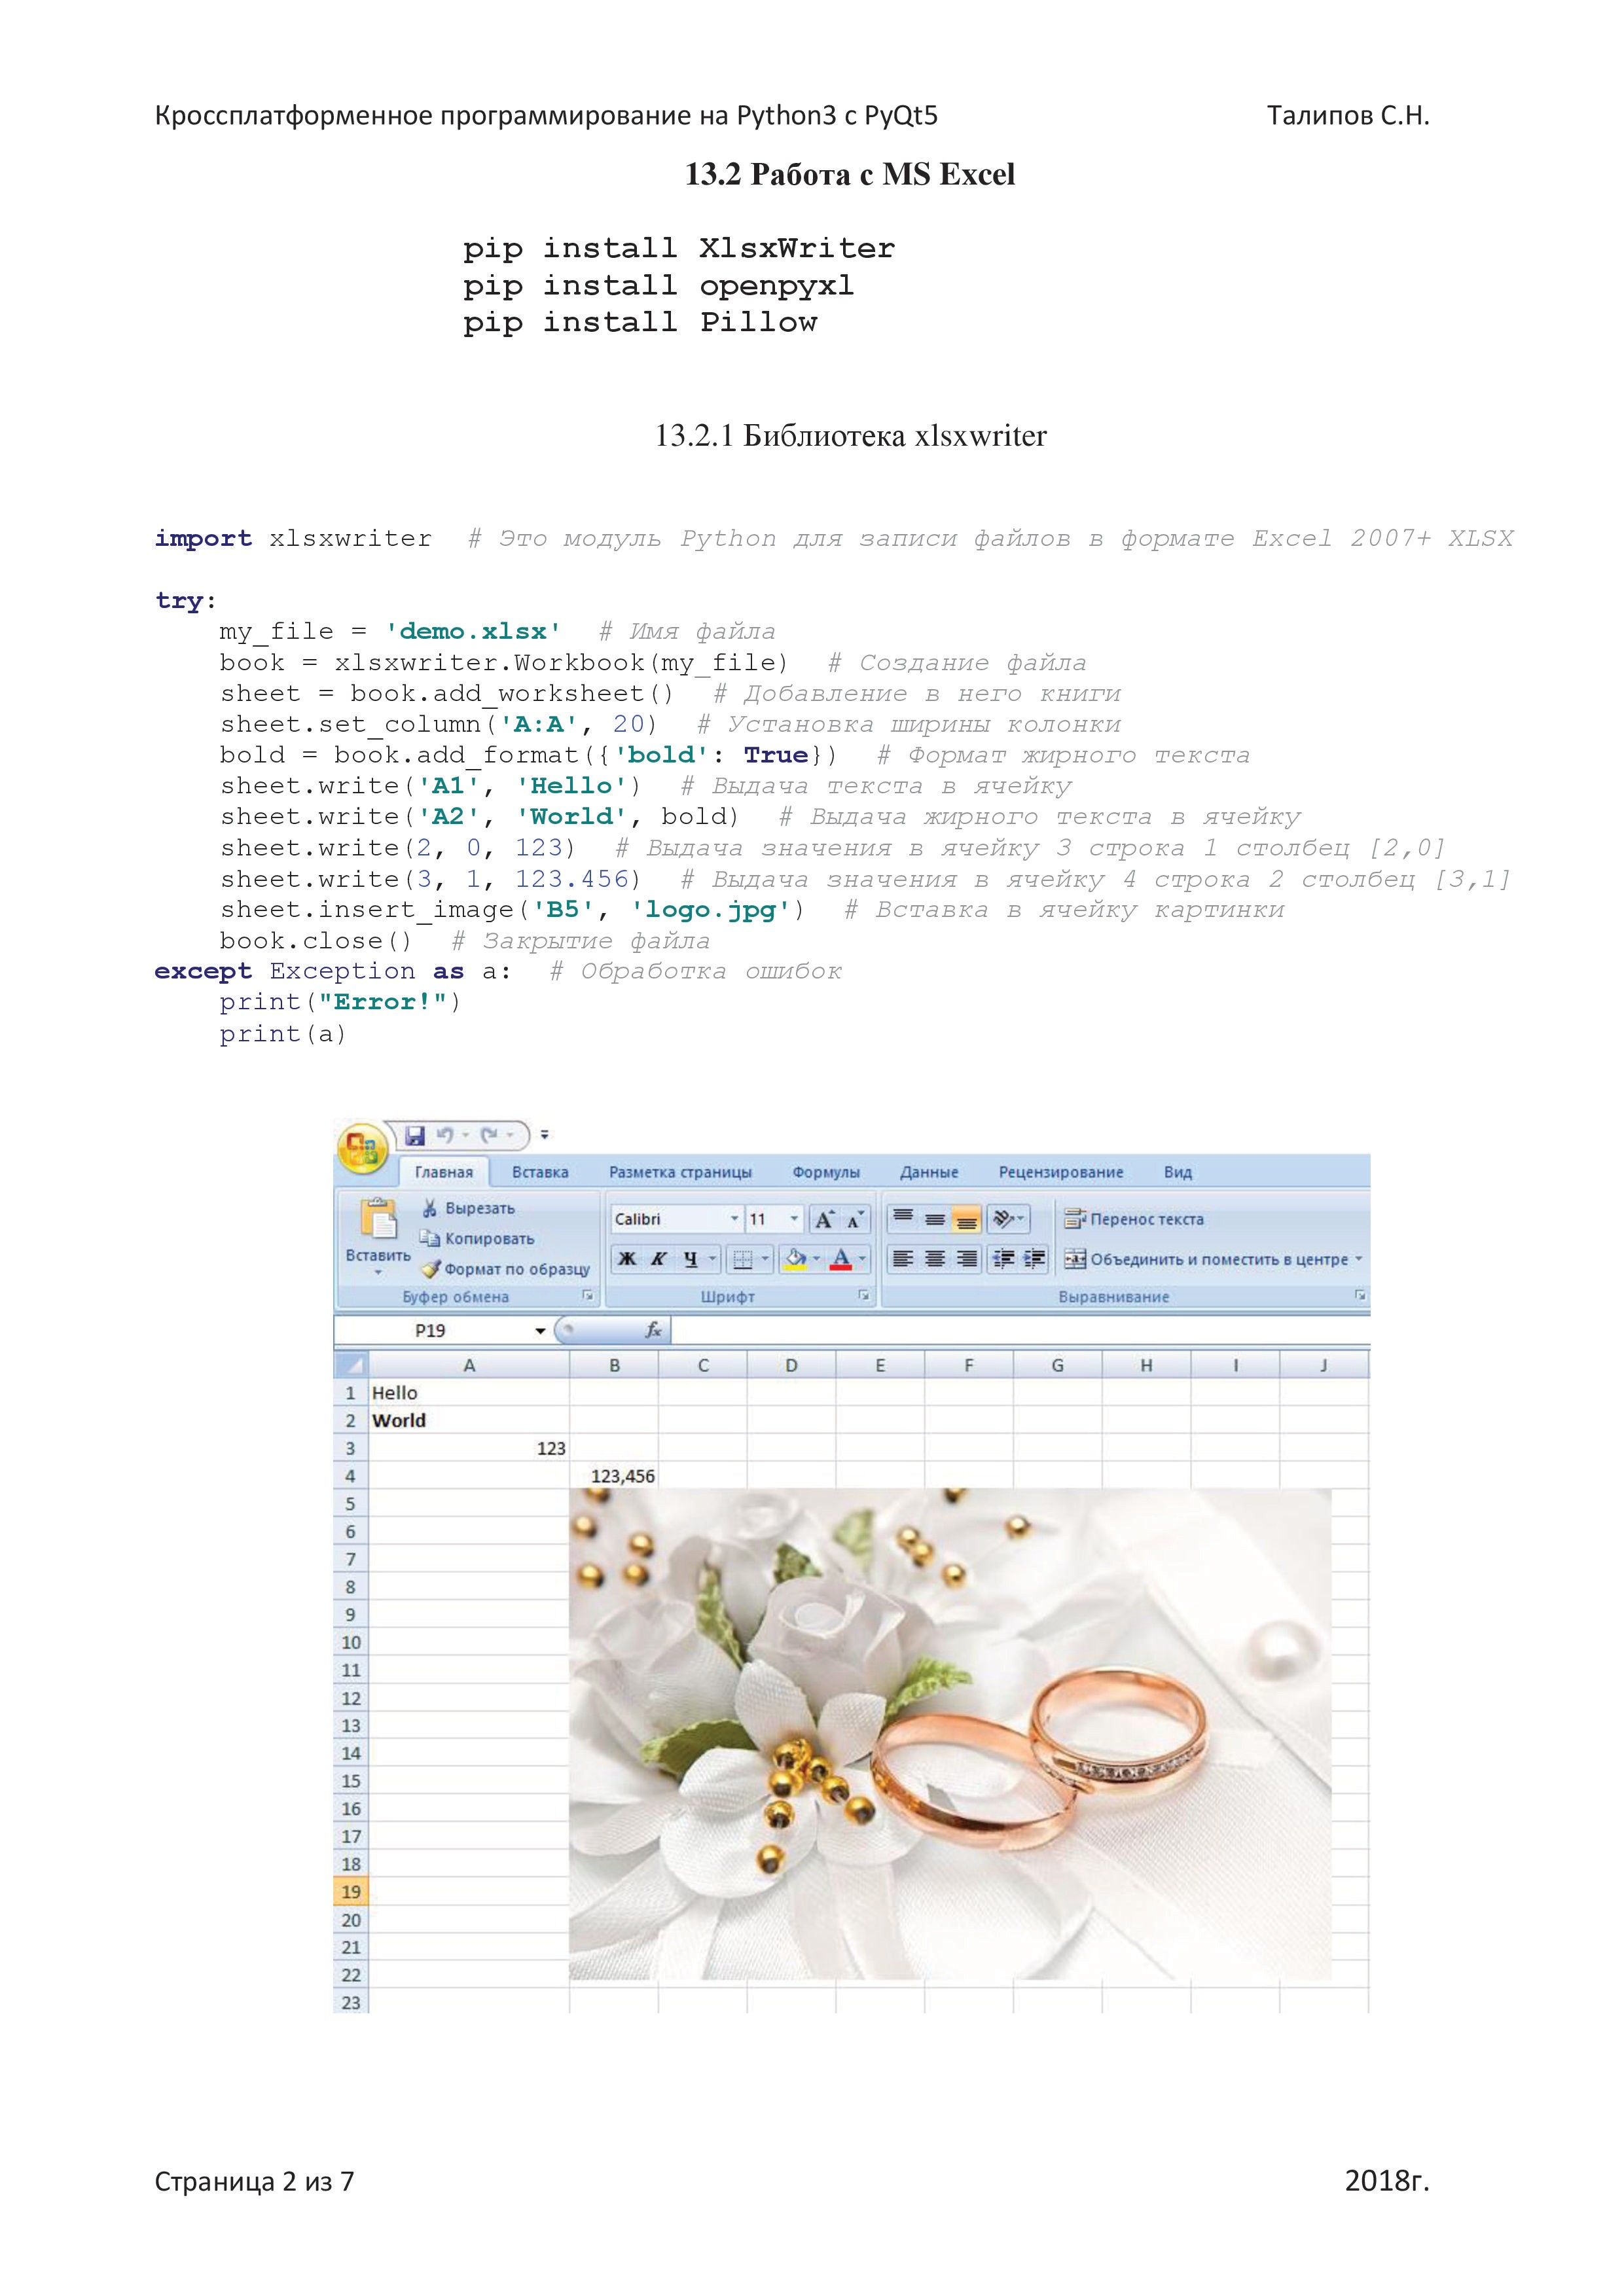 Кроссплатформенное программирование на Python3 с PyQt5 Талипов С.Н.
13.2 Работа с MS Excel
pip install XlsxWriter
pip install openpyxl
pip install Pillow
13.2.1 Библиотека xlsxwriter
import xlsxwriter  # Это модуль Python для записи файлов в формате Excel 2007+ XLSX
try:
    my_file = 'demo.xlsx'  # Имя файла
    book = xlsxwriter.Workbook(my_file)  # Создание файла
    sheet = book.add_worksheet()  # Добавление в него книги
    sheet.set_column('A:A', 20)  # Установка ширины колонки
    bold = book.add_format({'bold': True})  # Формат жирного текста
    sheet.write('A1', 'Hello')  # Выдача текста в ячейку
    sheet.write('A2', 'World', bold)  # Выдача жирного текста в ячейку
    sheet.write(2, 0, 123)  # Выдача значения в ячейку 3 строка 1 столбец [2,0]
    sheet.write(3, 1, 123.456)  # Выдача значения в ячейку 4 строка 2 столбец [3,1]
    sheet.insert_image('B5', 'logo.jpg')  # Вставка в ячейку картинки
    book.close()  # Закрытие файла
except Exception as a:  # Обработка ошибок
    print("Error!")
    print(a)
Главная Вставка Разметка страницы Формулы Данные Рецензирование Вид
Вставить
Вырезать
Копировать
Формат по образцу
Буфер обмена
Calibri 11
Ж К Ч А
Шрифт
Перенос текста
Объединить и поместить в центре
Выравнивание
P19 fx
A B C D E F G H I J
1 Hello
2 World
3 123
4 123,456
5
6
7
8
9
10
11
12
13
14
15
16
17
18
19
20
21
22
23
Страница 2 из 7 2018г.